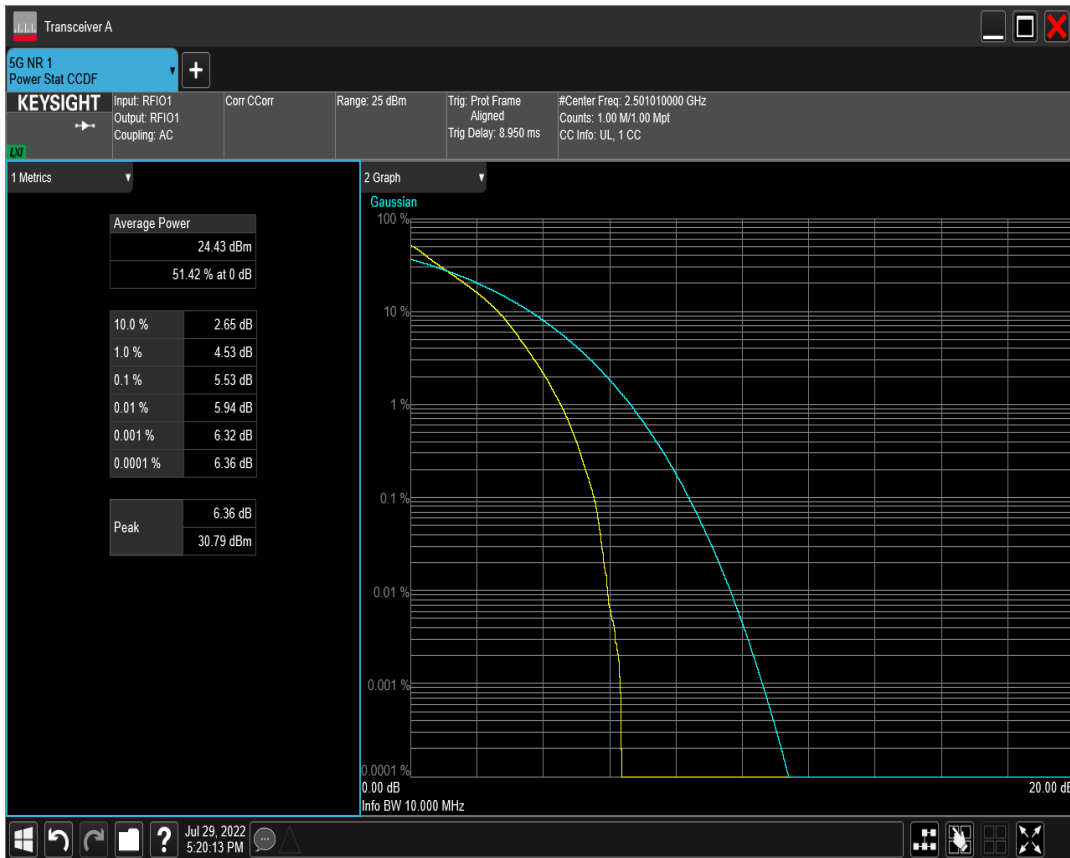 Transceiver A
5G NR 1
Power Stat CCDF
KEYSIGHT
LXI
Input: RFIO1
Output: RFIO1
Coupling: AC
Corr CCorr
Range: 25 dBm
Trig: Prot Frame
Aligned
Trig Delay: 8.950 ms
#Center Freq: 2.501010000 GHz
Counts: 1.00 M/1.00 Mpt
CC Info: UL, 1 CC
1 Metrics
Average Power
24.43 dBm
51.42 % at 0 dB
10.0 % 2.65 dB
1.0 % 4.53 dB
0.1 % 5.53 dB
0.01 % 5.94 dB
0.001 % 6.32 dB
0.0001 % 6.36 dB
Peak
6.36 dB
30.79 dBm
2 Graph
Gaussian
100 %
10 %
1 %
0.1 %
0.01 %
0.001 %
0.0001 %
0.00 dB 20.00 dB
Info BW 10.000 MHz
? Jul 29, 2022
5:20:13 PM